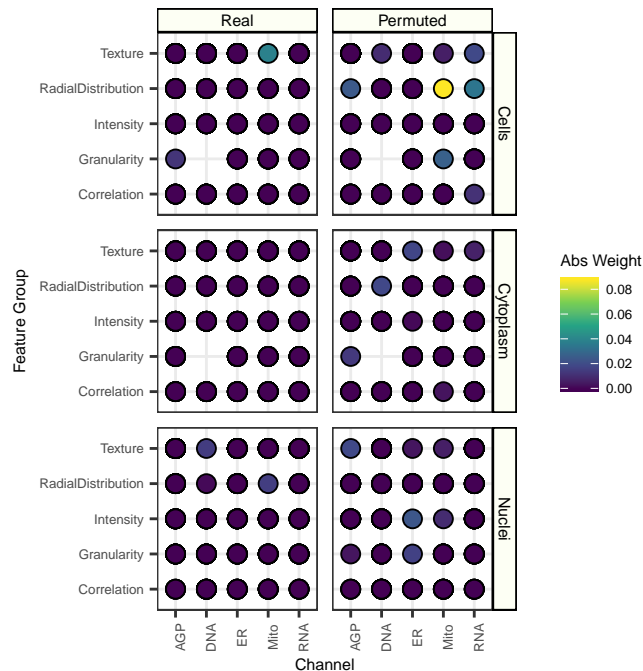 Real
Permuted
Texture
RadialDistribution
Intensity
Granularity
Correlation
Cells
Texture
RadialDistribution
Intensity
Granularity
Correlation
Cytoplasm
Texture
RadialDistribution
Intensity
Granularity
Correlation
Nuclei
Feature Group
AGP
DNA
ER
Mito
RNA
AGP
DNA
ER
Mito
RNA
Channel
Abs Weight
0.08
0.06
0.04
0.02
0.00